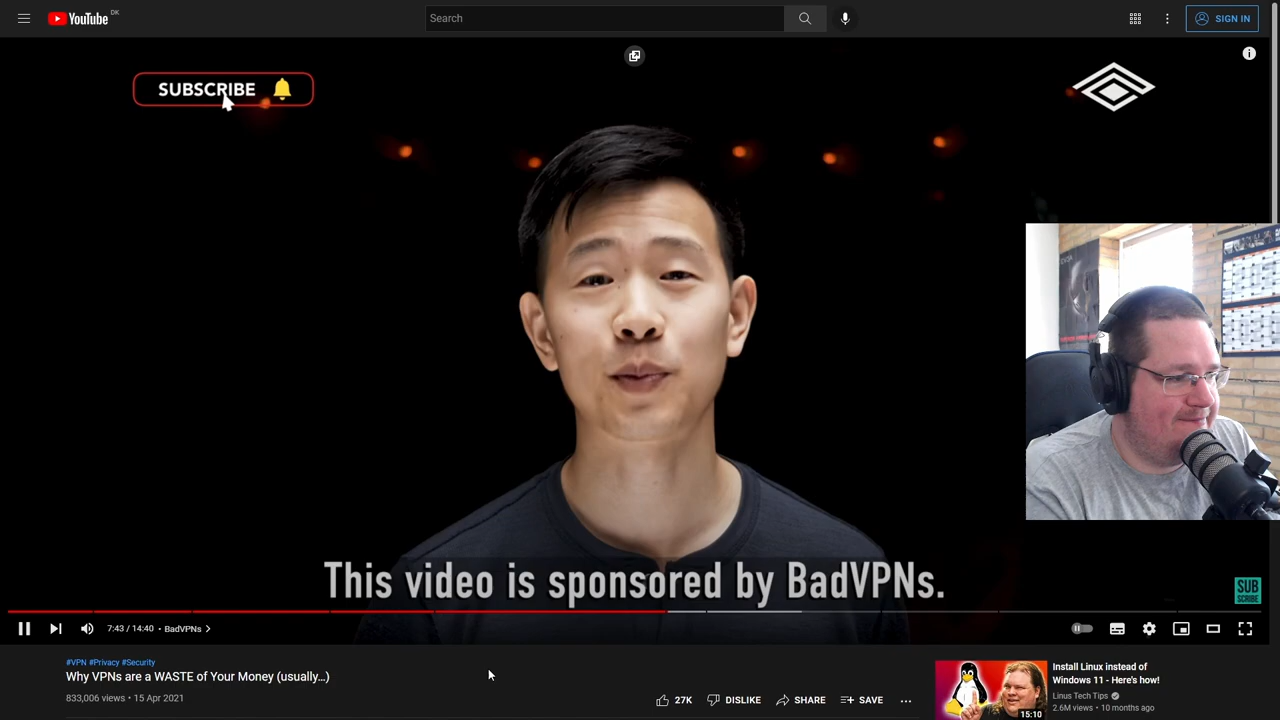 YouTube DK
Search
SIGN IN
SUBSCRIBE
This video is sponsored by BadVPNs.
SUB
SCRIBE
7:43 / 14:40 • BadVPNs >
#VPN #Privacy #Security
Why VPNs are a WASTE of Your Money (usually…)
833,006 views • 15 Apr 2021
27K
DISLIKE
SHARE
SAVE
Install Linux instead of
Windows 11 - Here's how!
Linus Tech Tips
2.6M views • 10 months ago
15:10